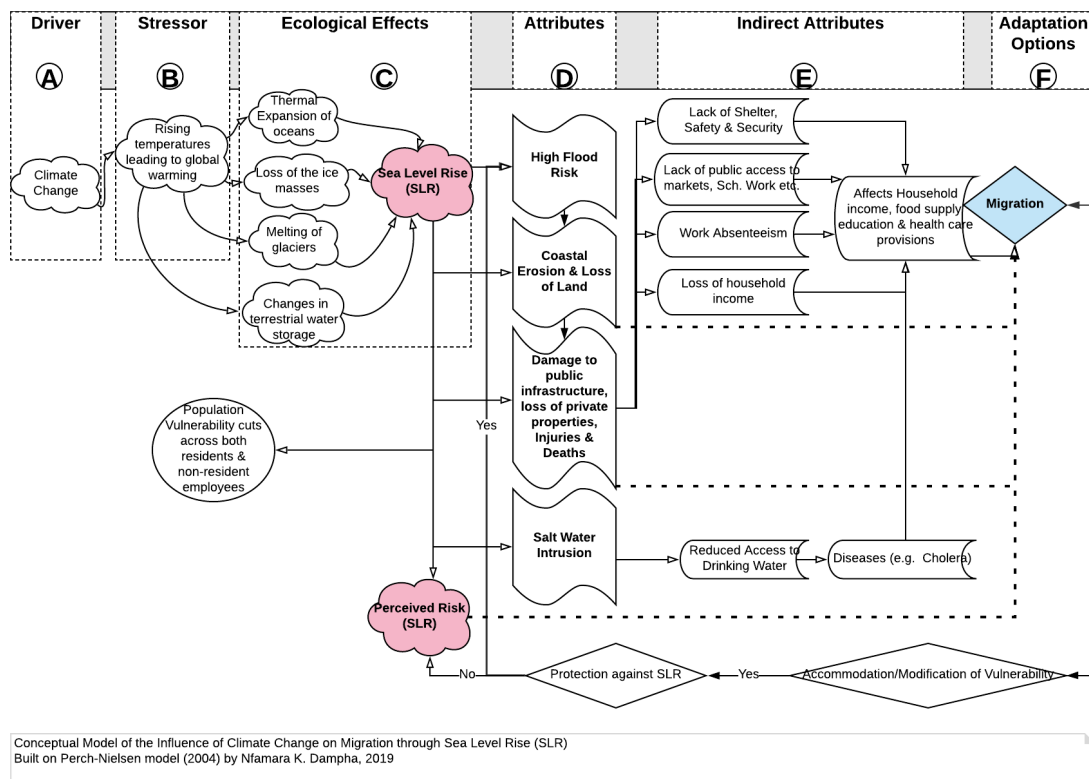 Driver
Stressor
Ecological Effects
Attributes
Indirect Attributes
Adaptation
Options
A
B
C
D
E
F
Climate
Change
Rising
temperatures
leading to global
warming
Thermal
Expansion of
oceans
Loss of the ice
masses
Melting of
glaciers
Changes in
terrestrial water
storage
Sea Level Rise
(SLR)
High Flood
Risk
Coastal
Erosion & Loss
of Land
Damage to
public
infrastructure,
loss of private
properties,
Injuries &
Deaths
Salt Water
Intrusion
Lack of Shelter,
Safety & Security
Lack of public access to
markets, Sch. Work etc.
Work Absenteeism
Loss of household
income
Affects Household
income, food supply
education & health care
provisions
Migration
Population
Vulnerability cuts
across both
residents &
non-resident
employees
Yes
Reduced Access to
Drinking Water
Diseases (e.g. Cholera)
Perceived Risk
(SLR)
No
Protection against SLR
Yes
Accommodation/Modification of Vulnerability
Conceptual Model of the Influence of Climate Change on Migration through Sea Level Rise (SLR)
Built on Perch-Nielsen model (2004) by Nfamara K. Dampha, 2019